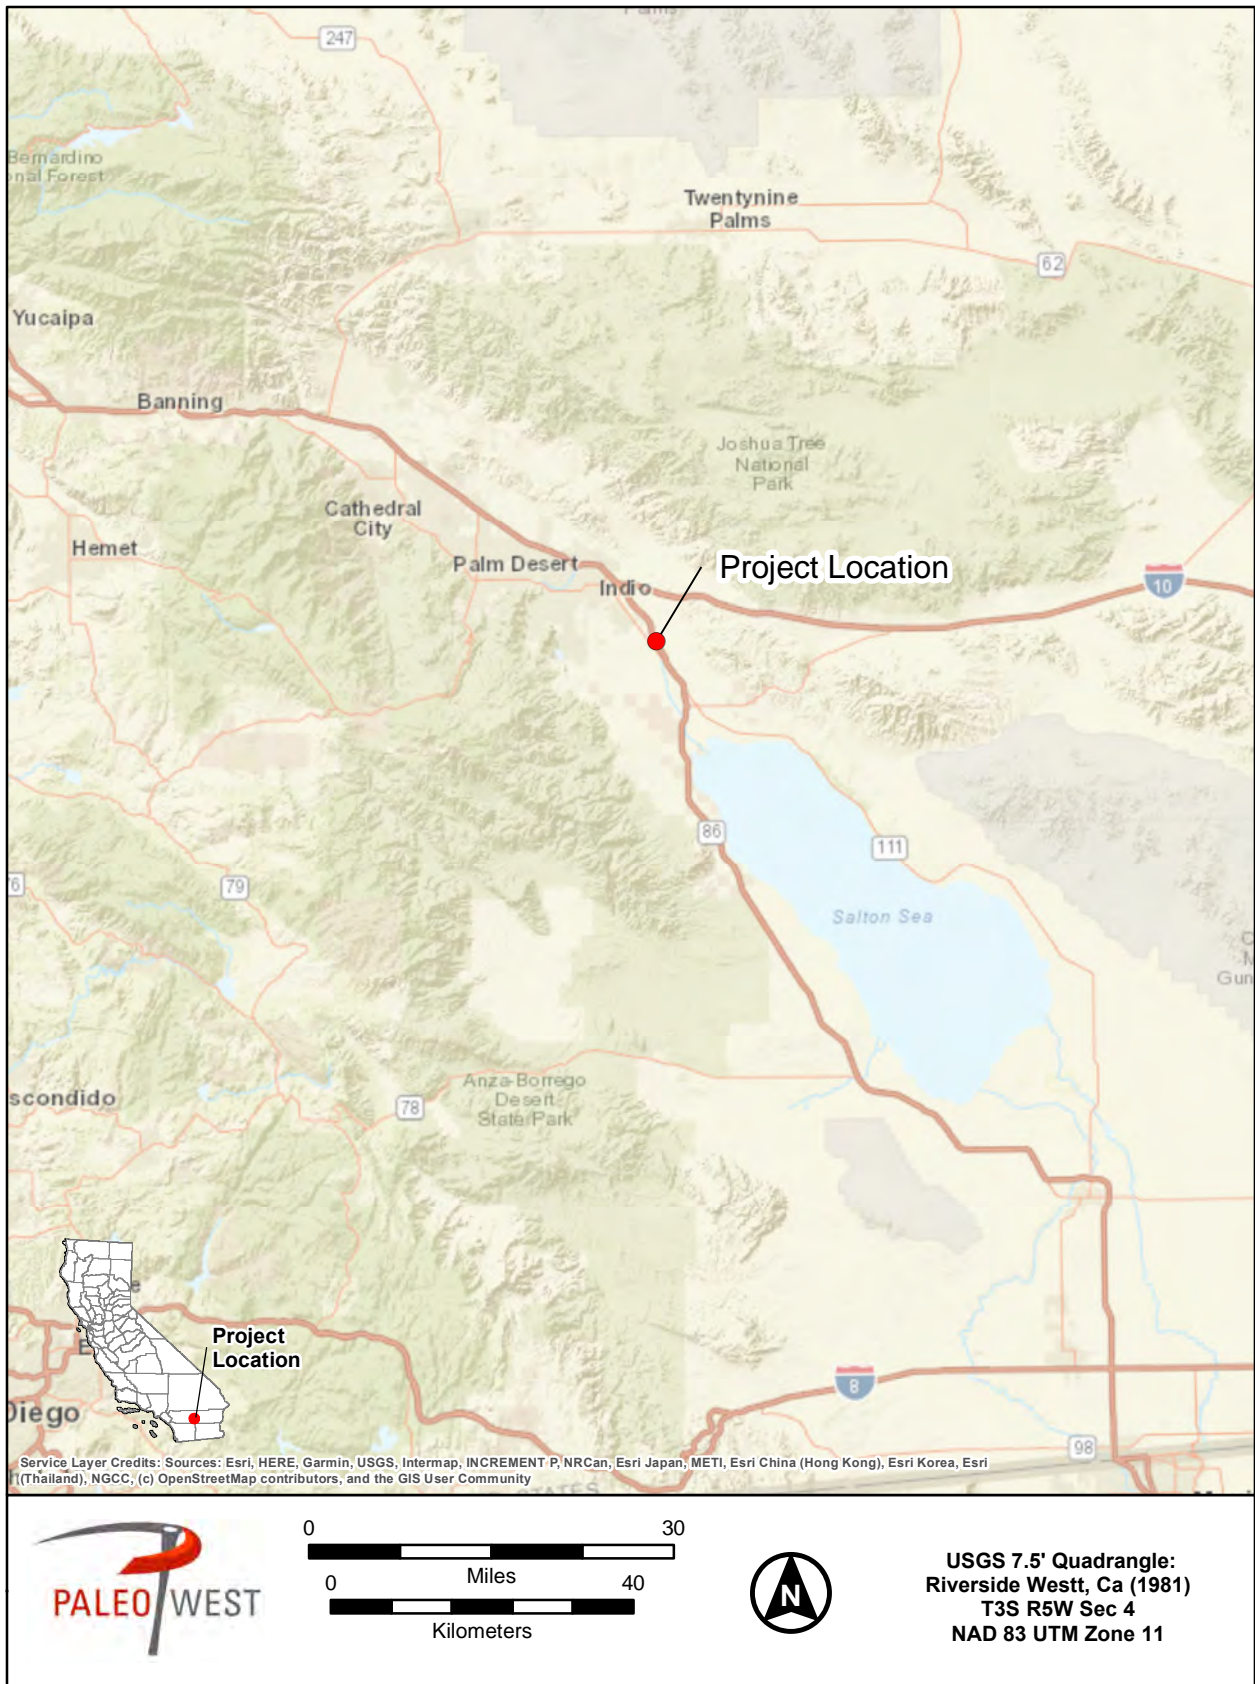 247
Bernardino
nal Forest
Twentynine
Palms
62
Yucaipa
Banning
Joshua Tree
National
Park
Cathedral
City
Hemet
Palm Desert
Indio
Project Location
10
86
111
79
Salton Sea
Gun
Anza-Borrego
Desert
State Park
78
scondido
Project
Location
8
Diego
98
Service Layer Credits: Sources: Esri, HERE, Garmin, USGS, Intermap, INCREMENT P, NRCan, Esri Japan, METI, Esri China (Hong Kong), Esri Korea, Esri
(Thailand), NGCC, (c) OpenStreetMap contributors, and the GIS User Community
PALEO WEST
0 30
Miles
0 40
Kilometers
N
USGS 7.5' Quadrangle:
Riverside Westt, Ca (1981)
T3S R5W Sec 4
NAD 83 UTM Zone 11